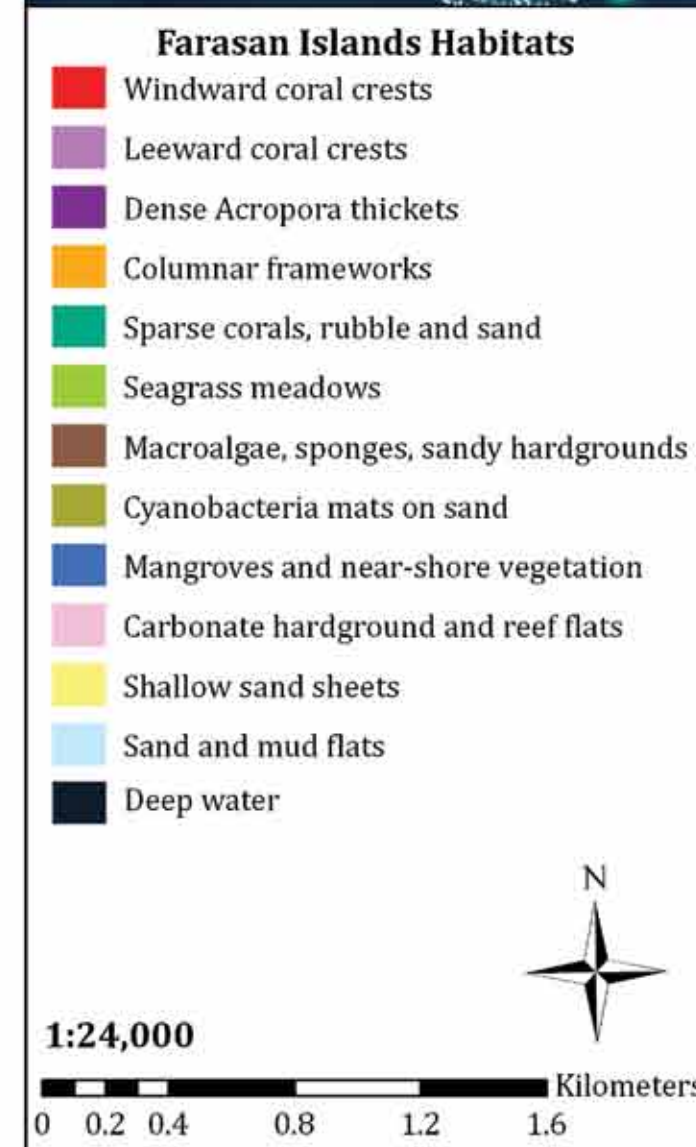 Farasan Islands Habitats
Windward coral crests
Leeward coral crests
Dense Acropora thickets
Columnar frameworks
Sparse corals, rubble and sand
Seagrass meadows
Macroalgae, sponges, sandy hardgrounds
Cyanobacteria mats on sand
Mangroves and near-shore vegetation
Carbonate hardground and reef flats
Shallow sand sheets
Sand and mud flats
Deep water
N
1:24,000
Kilometers
0 0.2 0.4 0.8 1.2 1.6